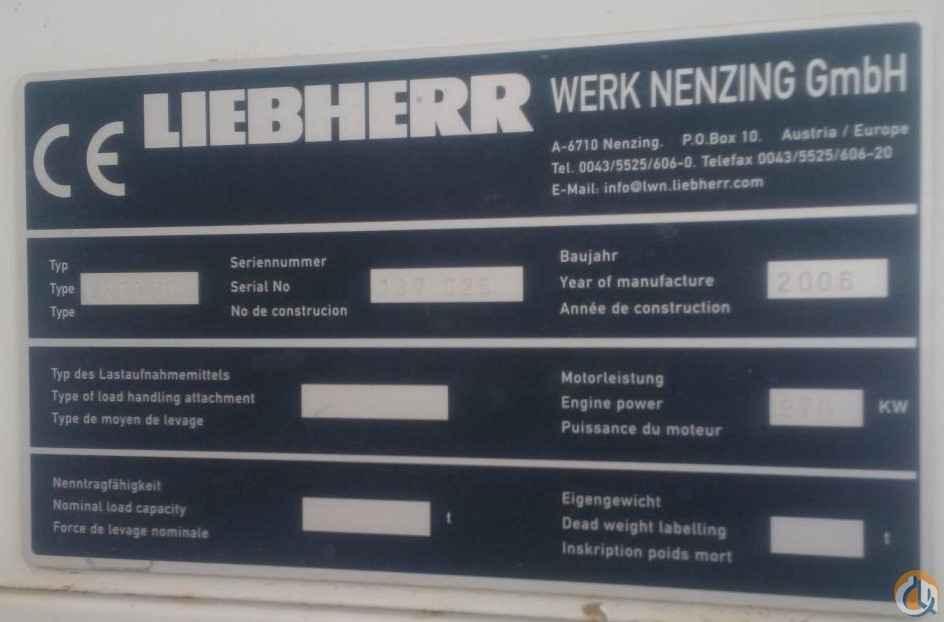 CE LIEBHERR WERK NENZING GmbH
A-6710 Nenzing. P.O.Box 10. Austria / Europe
Tel. 0043/5525/606-0. Telefax 0043/5525/606-20
E-Mail: info@lwn.liebherr.com
Typ
Type
Type
Seriennummer
Serial No
No de construcion
Baujahr
Year of manufacture 2006
Année de construction
Typ des Lastaufnahmemittels
Type of load handling attachment
Type de moyen de levage
Motorleistung
Engine power KW
Puissance du moteur
Nenntragfähigkeit
Nominal load capacity t
Force de levage nominale
Eigengewicht
Dead weight labelling t
Inskription poids mort